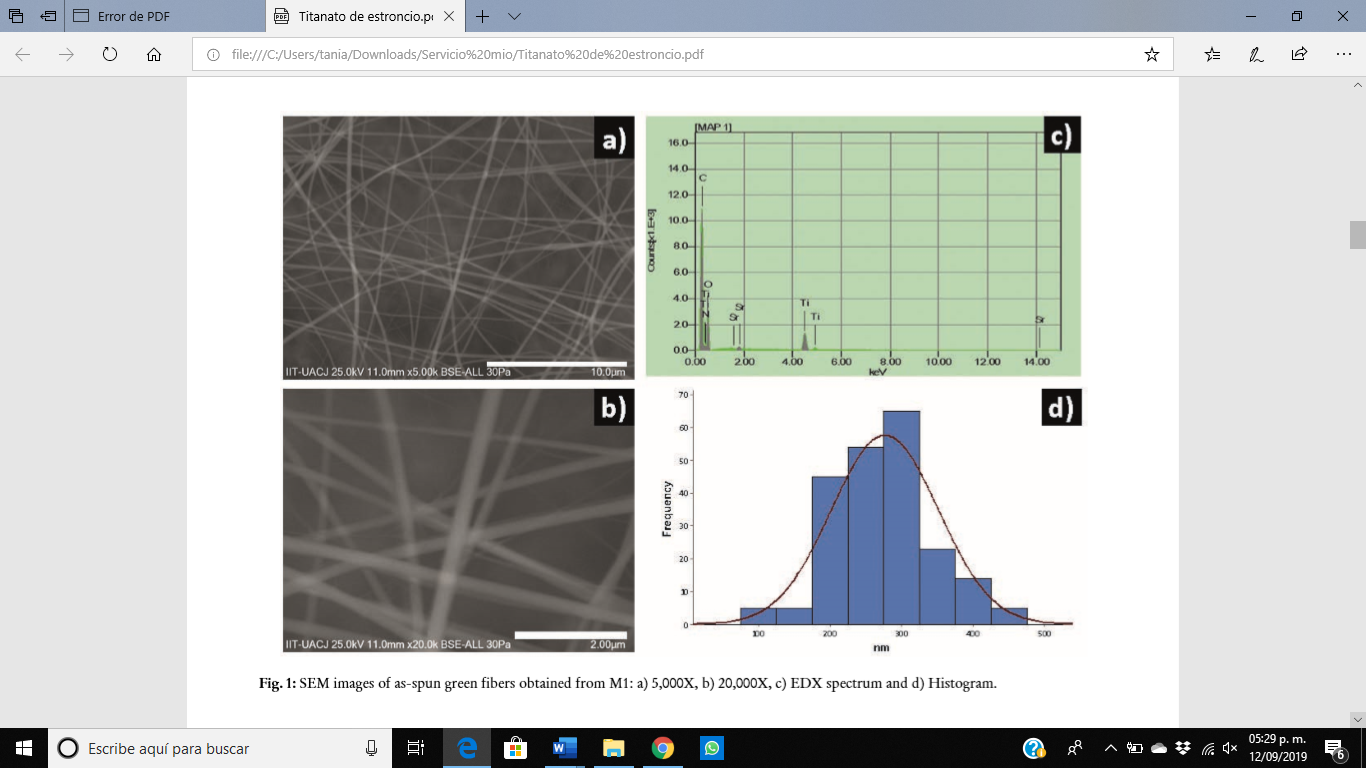 Error de PDF
Titanato de estroncio.p
file:///C:/Users/tania/Downloads/Servicio%20mio/Titanato%20de%20estroncio.pdf
a)
IIT-UACJ 25.0kV 11.0mm x5.00k BSE-ALL 30Pa
10.0µm
c)
[MAP 1]
Counts[x1.E+3]
16.0
14.0
12.0
10.0
8.0
6.0
4.0
2.0
0.0
C
O
Ti
Ti
N
Sr
Sr
Ti
Ti
Sr
0.00 2.00 4.00 6.00 8.00 10.00 12.00 14.00
keV
b)
IIT-UACJ 25.0kV 11.0mm x20.0k BSE-ALL 30Pa
2.00µm
d)
Frequency
70
60
50
40
30
20
10
0
100 200 300 400 500
nm
Fig. 1: SEM images of as-spun green fibers obtained from M1: a) 5,000X, b) 20,000X, c) EDX spectrum and d) Histogram.
Escribe aquí para buscar
05:29 p. m.
12/09/2019
6